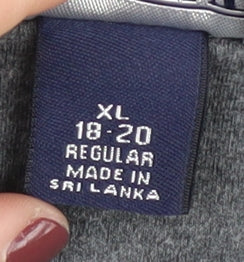 XL
18-20
REGULAR
MADE IN
SRI LANKA